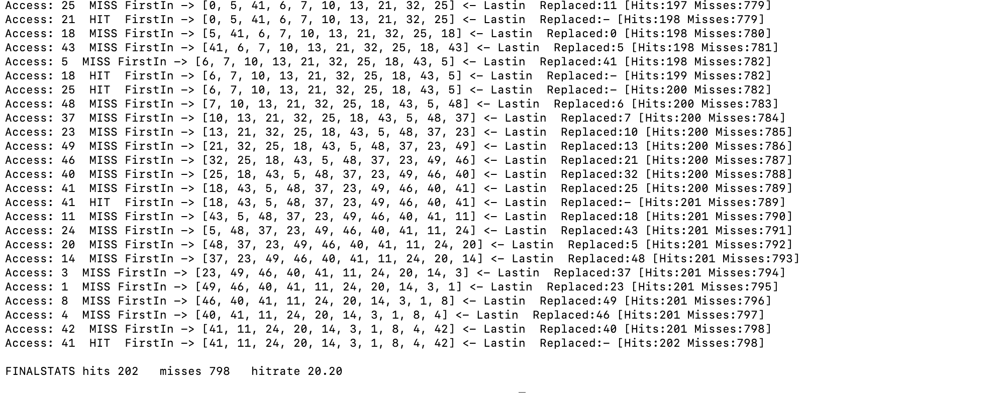 Access: 25  MISS FirstIn -> [0, 5, 41, 6, 7, 10, 13, 21, 32, 25] <- Lastin  Replaced:11 [Hits:197 Misses:779]
Access: 21  HIT  FirstIn -> [0, 5, 41, 6, 7, 10, 13, 21, 32, 25] <- Lastin  Replaced:- [Hits:198 Misses:779]
Access: 18  MISS FirstIn -> [5, 41, 6, 7, 10, 13, 21, 32, 25, 18] <- Lastin  Replaced:0 [Hits:198 Misses:780]
Access: 43  MISS FirstIn -> [41, 6, 7, 10, 13, 21, 32, 25, 18, 43] <- Lastin  Replaced:5 [Hits:198 Misses:781]
Access: 5  MISS FirstIn -> [6, 7, 10, 13, 21, 32, 25, 18, 43, 5] <- Lastin  Replaced:41 [Hits:198 Misses:782]
Access: 18  HIT  FirstIn -> [6, 7, 10, 13, 21, 32, 25, 18, 43, 5] <- Lastin  Replaced:- [Hits:199 Misses:782]
Access: 25  HIT  FirstIn -> [6, 7, 10, 13, 21, 32, 25, 18, 43, 5] <- Lastin  Replaced:- [Hits:200 Misses:782]
Access: 48  MISS FirstIn -> [7, 10, 13, 21, 32, 25, 18, 43, 5, 48] <- Lastin  Replaced:6 [Hits:200 Misses:783]
Access: 37  MISS FirstIn -> [10, 13, 21, 32, 25, 18, 43, 5, 48, 37] <- Lastin  Replaced:7 [Hits:200 Misses:784]
Access: 23  MISS FirstIn -> [13, 21, 32, 25, 18, 43, 5, 48, 37, 23] <- Lastin  Replaced:10 [Hits:200 Misses:785]
Access: 49  MISS FirstIn -> [21, 32, 25, 18, 43, 5, 48, 37, 23, 49] <- Lastin  Replaced:13 [Hits:200 Misses:786]
Access: 46  MISS FirstIn -> [32, 25, 18, 43, 5, 48, 37, 23, 49, 46] <- Lastin  Replaced:21 [Hits:200 Misses:787]
Access: 40  MISS FirstIn -> [25, 18, 43, 5, 48, 37, 23, 49, 46, 40] <- Lastin  Replaced:32 [Hits:200 Misses:788]
Access: 41  MISS FirstIn -> [18, 43, 5, 48, 37, 23, 49, 46, 40, 41] <- Lastin  Replaced:25 [Hits:200 Misses:789]
Access: 41  HIT  FirstIn -> [18, 43, 5, 48, 37, 23, 49, 46, 40, 41] <- Lastin  Replaced:- [Hits:201 Misses:789]
Access: 11  MISS FirstIn -> [43, 5, 48, 37, 23, 49, 46, 40, 41, 11] <- Lastin  Replaced:18 [Hits:201 Misses:790]
Access: 24  MISS FirstIn -> [5, 48, 37, 23, 49, 46, 40, 41, 11, 24] <- Lastin  Replaced:43 [Hits:201 Misses:791]
Access: 20  MISS FirstIn -> [48, 37, 23, 49, 46, 40, 41, 11, 24, 20] <- Lastin  Replaced:5 [Hits:201 Misses:792]
Access: 14  MISS FirstIn -> [37, 23, 49, 46, 40, 41, 11, 24, 20, 14] <- Lastin  Replaced:48 [Hits:201 Misses:793]
Access: 3  MISS FirstIn -> [23, 49, 46, 40, 41, 11, 24, 20, 14, 3] <- Lastin  Replaced:37 [Hits:201 Misses:794]
Access: 1  MISS FirstIn -> [49, 46, 40, 41, 11, 24, 20, 14, 3, 1] <- Lastin  Replaced:23 [Hits:201 Misses:795]
Access: 8  MISS FirstIn -> [46, 40, 41, 11, 24, 20, 14, 3, 1, 8] <- Lastin  Replaced:49 [Hits:201 Misses:796]
Access: 4  MISS FirstIn -> [40, 41, 11, 24, 20, 14, 3, 1, 8, 4] <- Lastin  Replaced:46 [Hits:201 Misses:797]
Access: 42  MISS FirstIn -> [41, 11, 24, 20, 14, 3, 1, 8, 4, 42] <- Lastin  Replaced:40 [Hits:201 Misses:798]
Access: 41  HIT  FirstIn -> [41, 11, 24, 20, 14, 3, 1, 8, 4, 42] <- Lastin  Replaced:- [Hits:202 Misses:798]
FINALSTATS hits 202   misses 798   hitrate 20.20